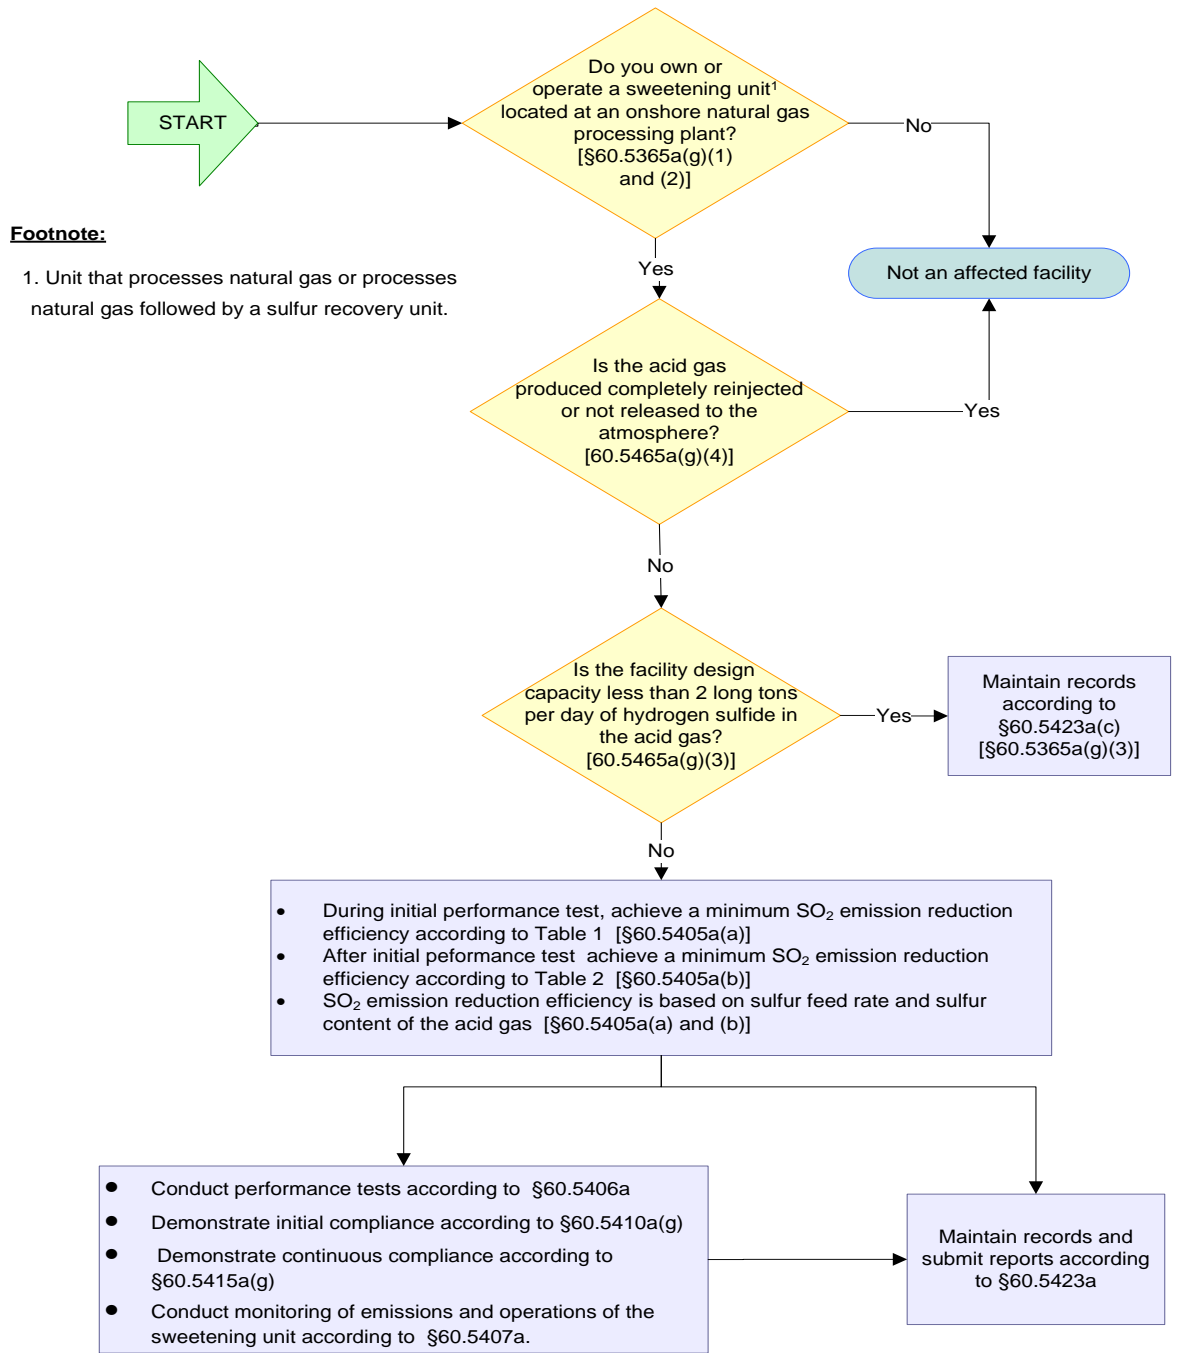 Do you own or
operate a sweetening unit¹
located at an onshore natural gas
processing plant?
[§60.5365a(g)(1)
and (2)]
START
No
Footnote:
1. Unit that processes natural gas or processes
natural gas followed by a sulfur recovery unit.
Yes
Not an affected facility
Is the acid gas
produced completely reinjected
or not released to the
atmosphere?
[60.5465a(g)(4)]
Yes
No
Is the facility design
capacity less than 2 long tons
per day of hydrogen sulfide in
the acid gas?
[60.5465a(g)(3)]
Yes
Maintain records
according to
§60.5423a(c)
[§60.5365a(g)(3)]
No
• During initial performance test, achieve a minimum SO₂ emission reduction
efficiency according to Table 1 [§60.5405a(a)]
• After initial peformance test achieve a minimum SO₂ emission reduction
efficiency according to Table 2 [§60.5405a(b)]
• SO₂ emission reduction efficiency is based on sulfur feed rate and sulfur
content of the acid gas [§60.5405a(a) and (b)]
• Conduct performance tests according to §60.5406a
• Demonstrate initial compliance according to §60.5410a(g)
• Demonstrate continuous compliance according to
§60.5415a(g)
• Conduct monitoring of emissions and operations of the
sweetening unit according to §60.5407a.
Maintain records and
submit reports according
to §60.5423a